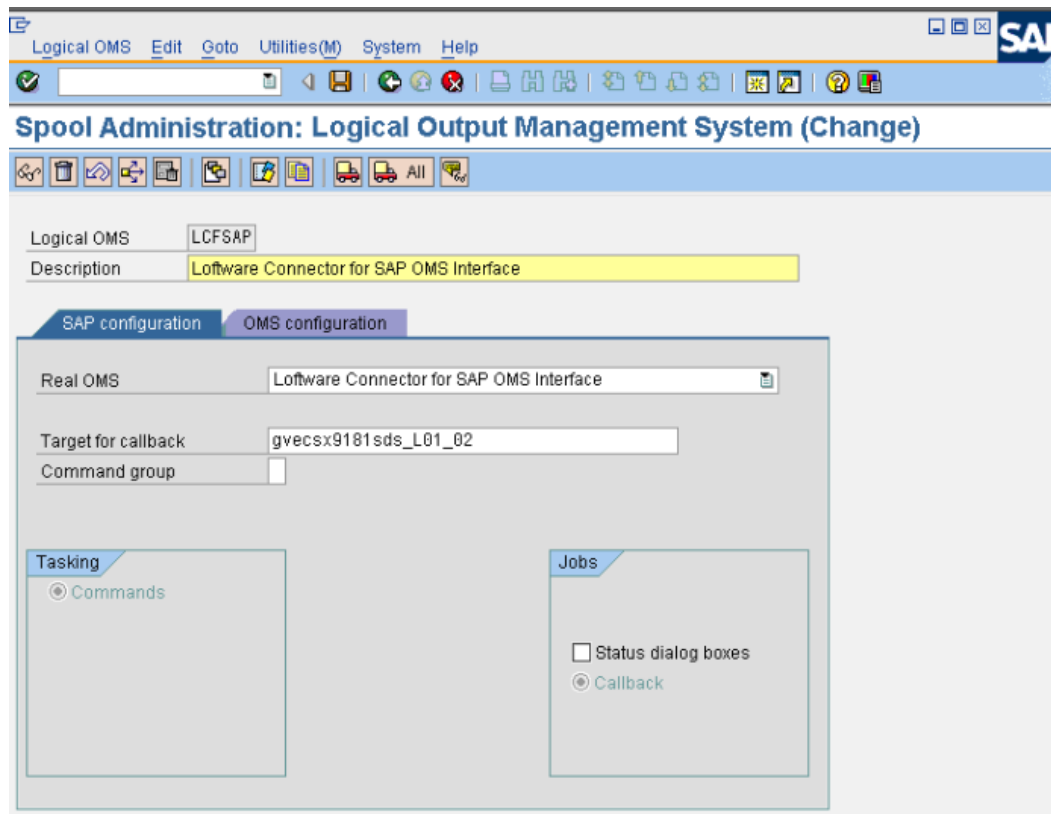 Logical OMS Edit Goto Utilities(M) System Help
SAP
Spool Administration: Logical Output Management System (Change)
All
Logical OMS LCFSAP
Description Loftware Connector for SAP OMS Interface
SAP configuration OMS configuration
Real OMS Loftware Connector for SAP OMS Interface
Target for callback gvecsx9181sds_L01_02
Command group
Tasking Jobs
Commands
Status dialog boxes
Callback